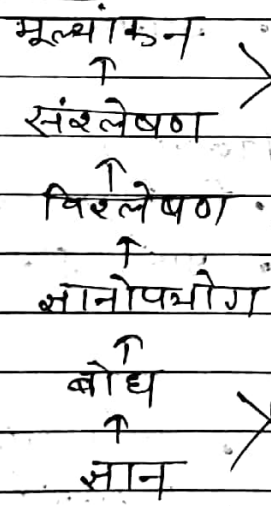 मूल्यांकन
↑
संश्लेषण
↑
विश्लेषण
↑
ज्ञानोपयोग
↑
बोध
↑
ज्ञान